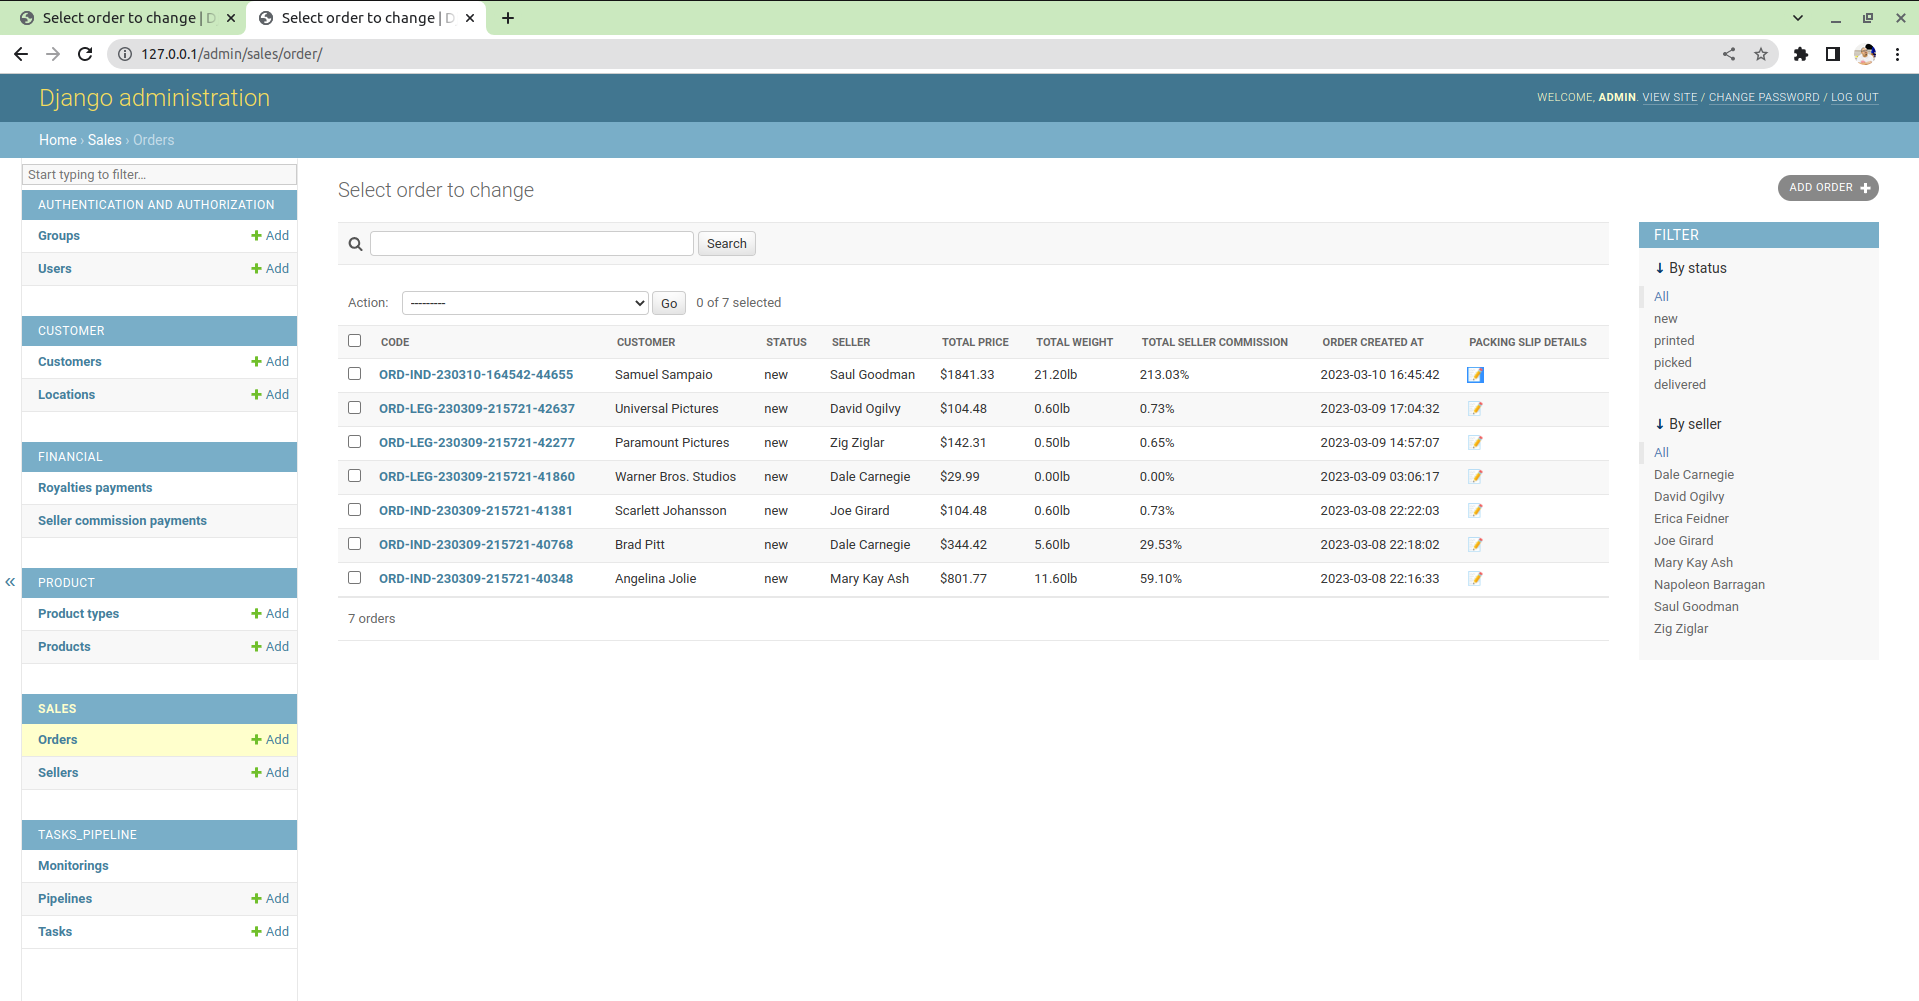 Select order to change | D
Select order to change | D
127.0.0.1/admin/sales/order/
Django administration
WELCOME, ADMIN. VIEW SITE / CHANGE PASSWORD / LOG OUT
Home › Sales › Orders
Start typing to filter...
AUTHENTICATION AND AUTHORIZATION
Groups Add
Users Add
CUSTOMER
Customers Add
Locations Add
FINANCIAL
Royalties payments
Seller commission payments
PRODUCT
Product types Add
Products Add
SALES
Orders Add
Sellers Add
TASKS_PIPELINE
Monitorings
Pipelines Add
Tasks Add
«
Select order to change
ADD ORDER
Search
Action: --------- Go 0 of 7 selected
CODE CUSTOMER STATUS SELLER TOTAL PRICE TOTAL WEIGHT TOTAL SELLER COMMISSION ORDER CREATED AT PACKING SLIP DETAILS
ORD-IND-230310-164542-44655 Samuel Sampaio new Saul Goodman $1841.33 21.20lb 213.03% 2023-03-10 16:45:42
ORD-LEG-230309-215721-42637 Universal Pictures new David Ogilvy $104.48 0.60lb 0.73% 2023-03-09 17:04:32
ORD-LEG-230309-215721-42277 Paramount Pictures new Zig Ziglar $142.31 0.50lb 0.65% 2023-03-09 14:57:07
ORD-LEG-230309-215721-41860 Warner Bros. Studios new Dale Carnegie $29.99 0.00lb 0.00% 2023-03-09 03:06:17
ORD-IND-230309-215721-41381 Scarlett Johansson new Joe Girard $104.48 0.60lb 0.73% 2023-03-08 22:22:03
ORD-IND-230309-215721-40768 Brad Pitt new Dale Carnegie $344.42 5.60lb 29.53% 2023-03-08 22:18:02
ORD-IND-230309-215721-40348 Angelina Jolie new Mary Kay Ash $801.77 11.60lb 59.10% 2023-03-08 22:16:33
7 orders
FILTER
↓ By status
All
new
printed
picked
delivered
↓ By seller
All
Dale Carnegie
David Ogilvy
Erica Feidner
Joe Girard
Mary Kay Ash
Napoleon Barragan
Saul Goodman
Zig Ziglar